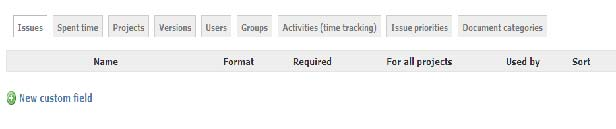 Issues Spent time Projects Versions Users Groups Activities (time tracking) Issue priorities Document categories
Name Format Required For all projects Used by Sort
New custom field